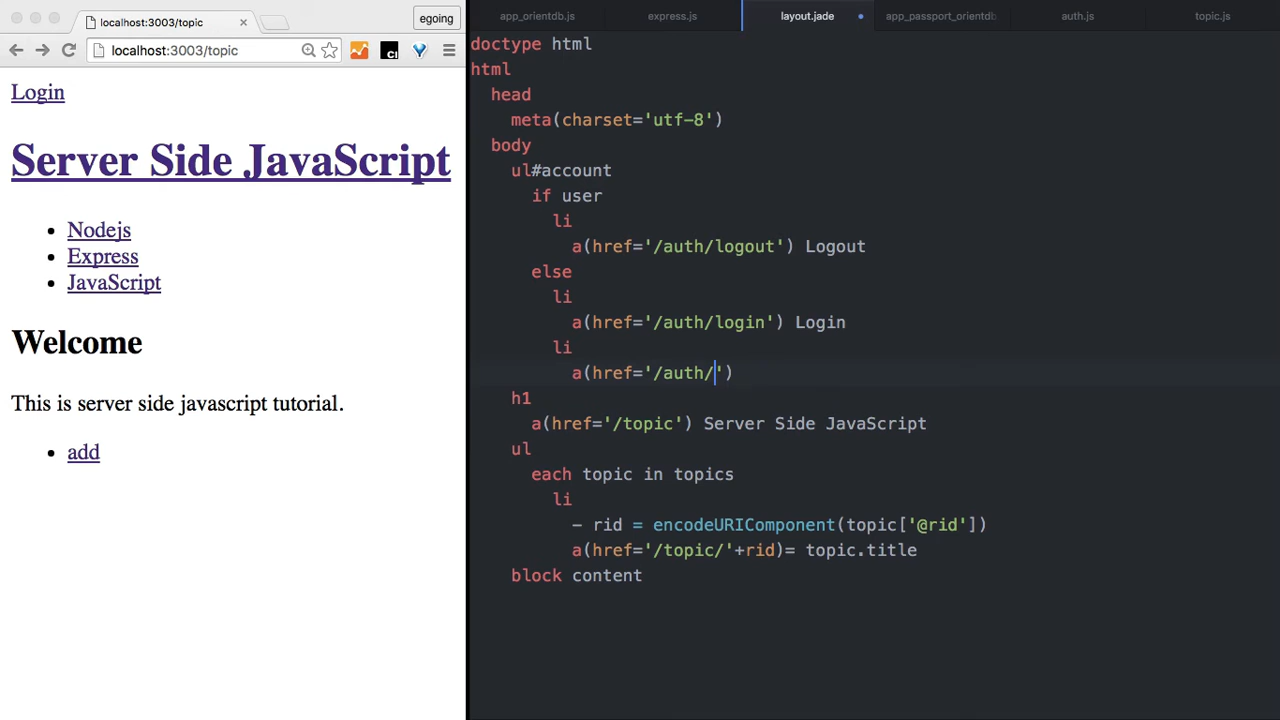 localhost:3003/topic
egoing
localhost:3003/topic
Login
Server Side JavaScript
Nodejs
Express
JavaScript
Welcome
This is server side javascript tutorial.
add
app_orientdb.js
express.js
layout.jade
app_passport_orientdb
auth.js
topic.js
doctype html
html
head
meta(charset='utf-8')
body
ul#account
if user
li
a(href='/auth/logout') Logout
else
li
a(href='/auth/login') Login
li
a(href='/auth/')
h1
a(href='/topic') Server Side JavaScript
ul
each topic in topics
li
- rid = encodeURIComponent(topic['@rid'])
a(href='/topic/'+rid)= topic.title
block content